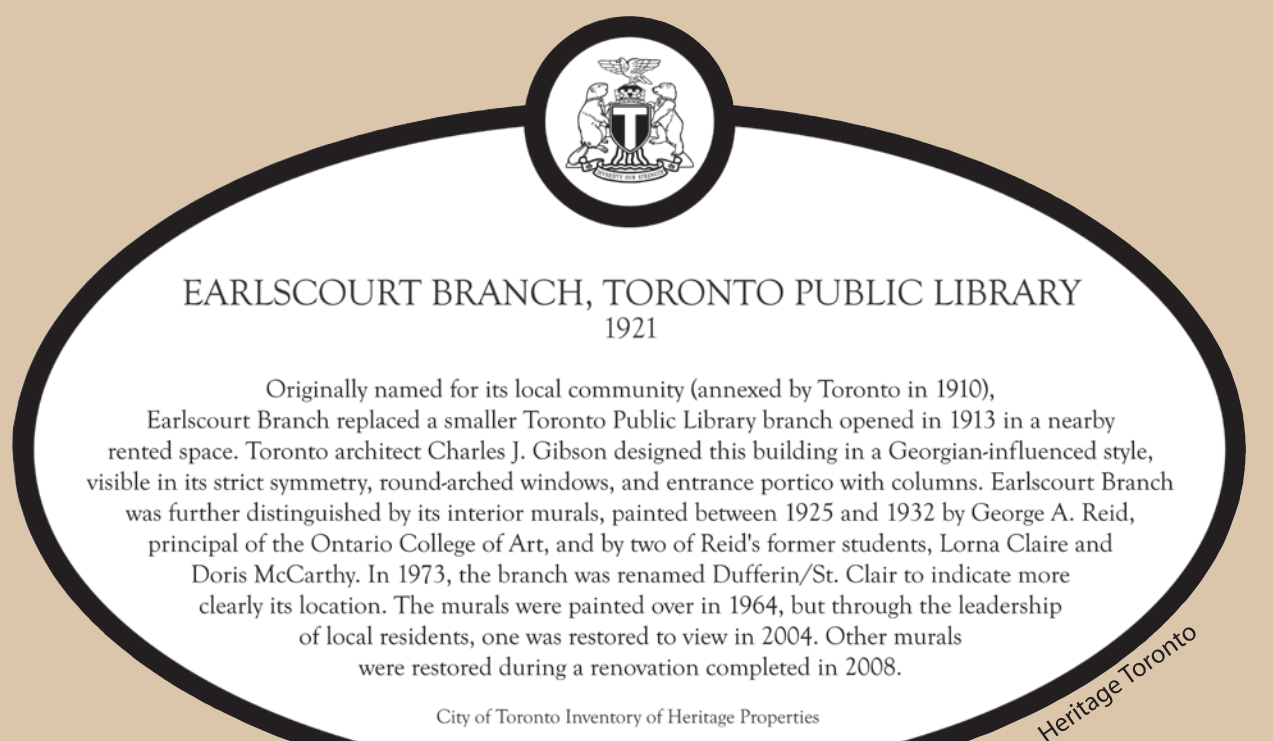 T
DIVERSITY OUR STRENGTH
EARLSCOURT BRANCH, TORONTO PUBLIC LIBRARY
1921
Originally named for its local community (annexed by Toronto in 1910),
Earlscourt Branch replaced a smaller Toronto Public Library branch opened in 1913 in a nearby
rented space. Toronto architect Charles J. Gibson designed this building in a Georgian-influenced style,
visible in its strict symmetry, round-arched windows, and entrance portico with columns. Earlscourt Branch
was further distinguished by its interior murals, painted between 1925 and 1932 by George A. Reid,
principal of the Ontario College of Art, and by two of Reid's former students, Lorna Claire and
Doris McCarthy. In 1973, the branch was renamed Dufferin/St. Clair to indicate more
clearly its location. The murals were painted over in 1964, but through the leadership
of local residents, one was restored to view in 2004. Other murals
were restored during a renovation completed in 2008.
City of Toronto Inventory of Heritage Properties
Heritage Toronto